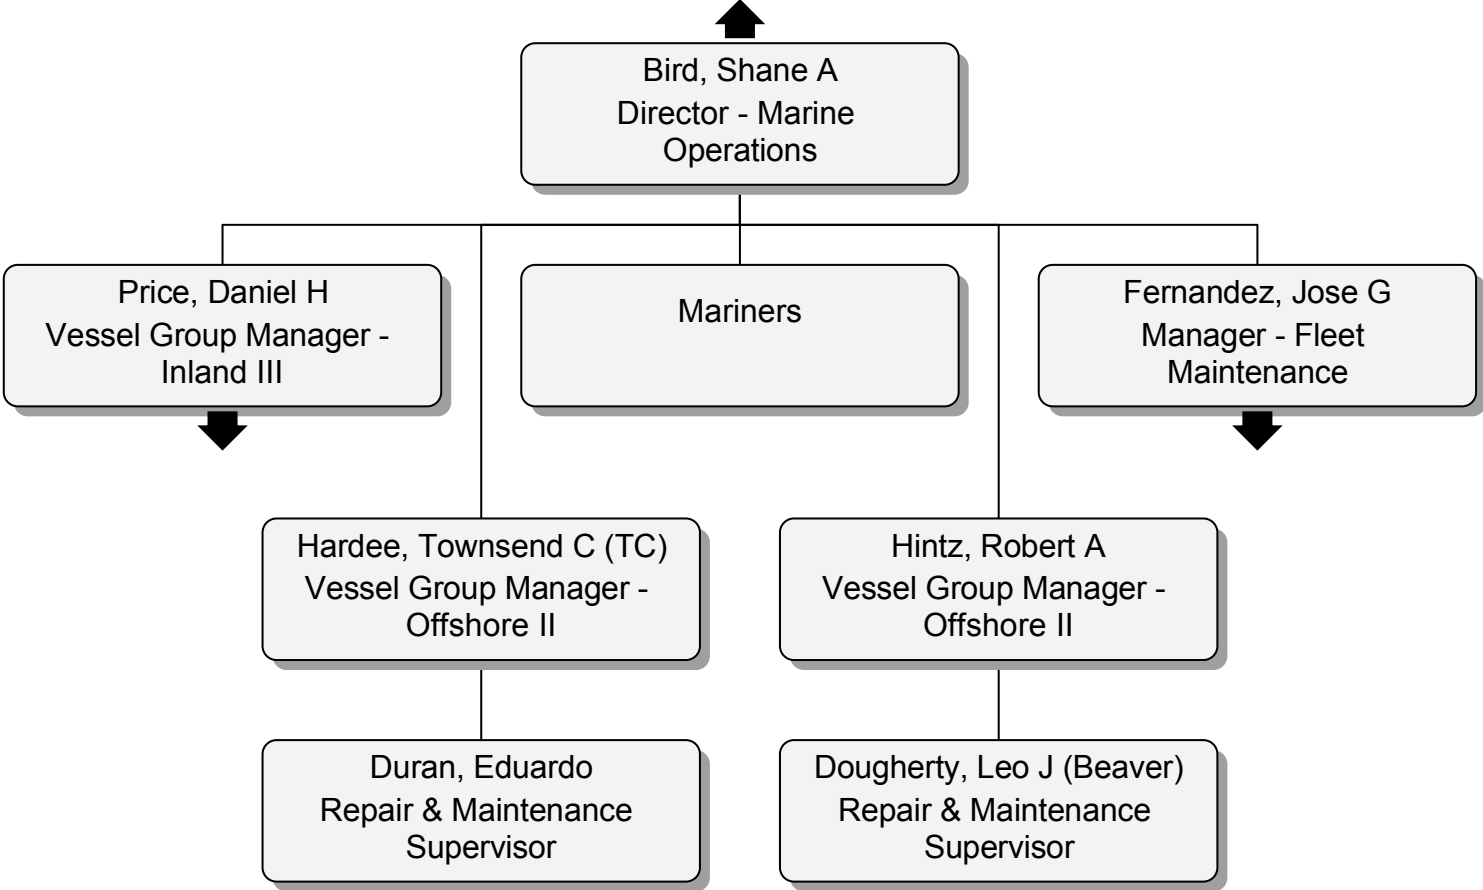 Bird, Shane A
Director - Marine
Operations
Price, Daniel H
Vessel Group Manager -
Inland III
Mariners
Fernandez, Jose G
Manager - Fleet
Maintenance
Hardee, Townsend C (TC)
Vessel Group Manager -
Offshore II
Hintz, Robert A
Vessel Group Manager -
Offshore II
Duran, Eduardo
Repair & Maintenance
Supervisor
Dougherty, Leo J (Beaver)
Repair & Maintenance
Supervisor